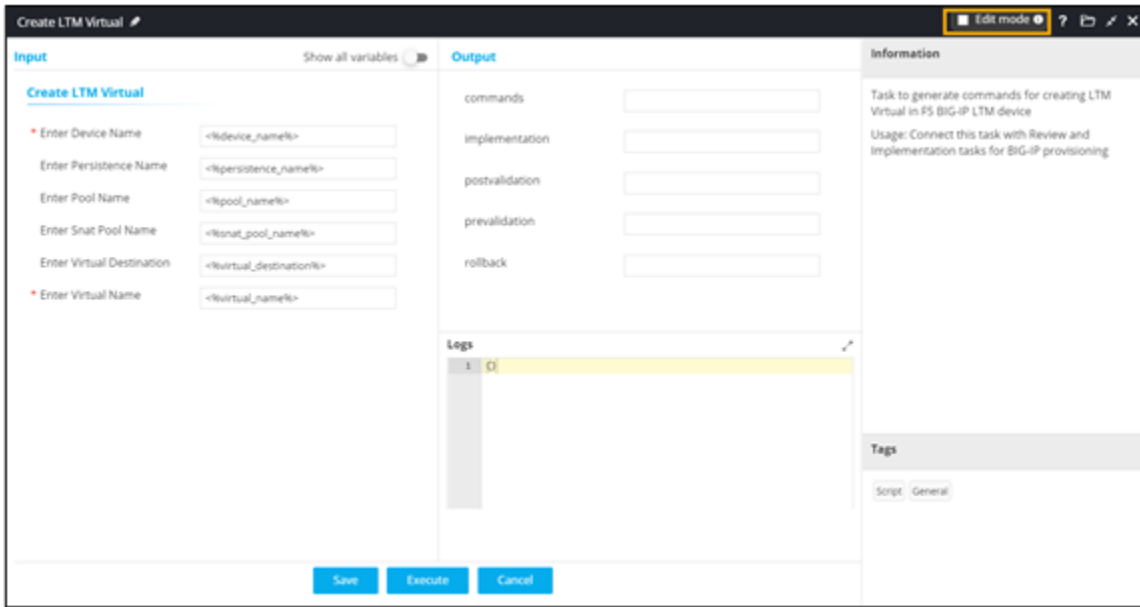 Create LTM Virtual
Edit mode
?
Input
Show all variables
Create LTM Virtual
* Enter Device Name
<%device_name%>
Enter Persistence Name
<%persistence_name%>
Enter Pool Name
<%pool_name%>
Enter Snat Pool Name
<%snat_pool_name%>
Enter Virtual Destination
<%virtual_destination%>
* Enter Virtual Name
<%virtual_name%>
Output
commands
implementation
postvalidation
prevalidation
rollback
Logs
1 {}
Information
Task to generate commands for creating LTM
Virtual in F5 BIG-IP LTM device
Usage: Connect this task with Review and
Implementation tasks for BIG-IP provisioning
Tags
Script General
Save
Execute
Cancel